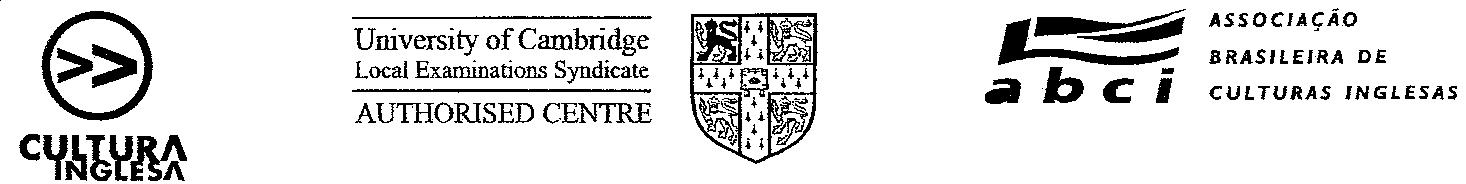 CULTURA
INGLESA
University of Cambridge
Local Examinations Syndicate
AUTHORISED CENTRE
abci
ASSOCIAÇÃO
BRASILEIRA DE
CULTURAS INGLESAS